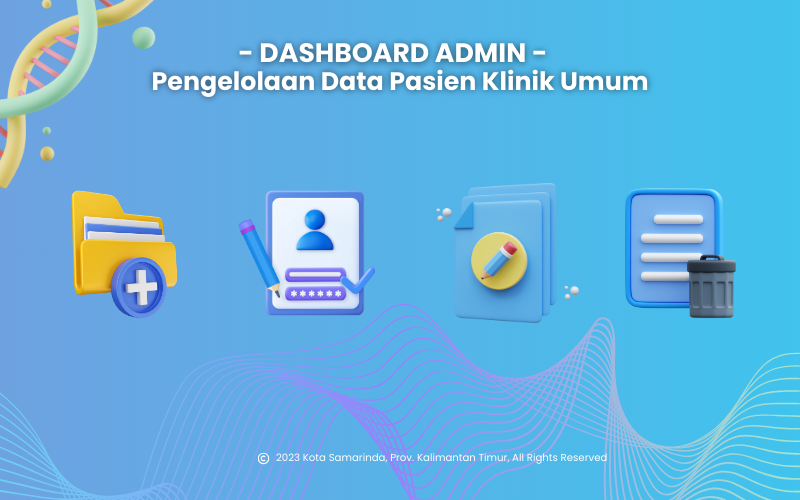 - DASHBOARD ADMIN -
Pengelolaan Data Pasien Klinik Umum
******
© 2023 Kota Samarinda, Prov. Kalimantan Timur, All Rights Reserved